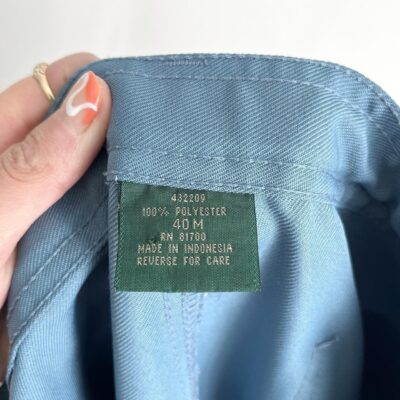 432209
100% POLYESTER
40 M
RN 81700
MADE IN INDONESIA
REVERSE FOR CARE